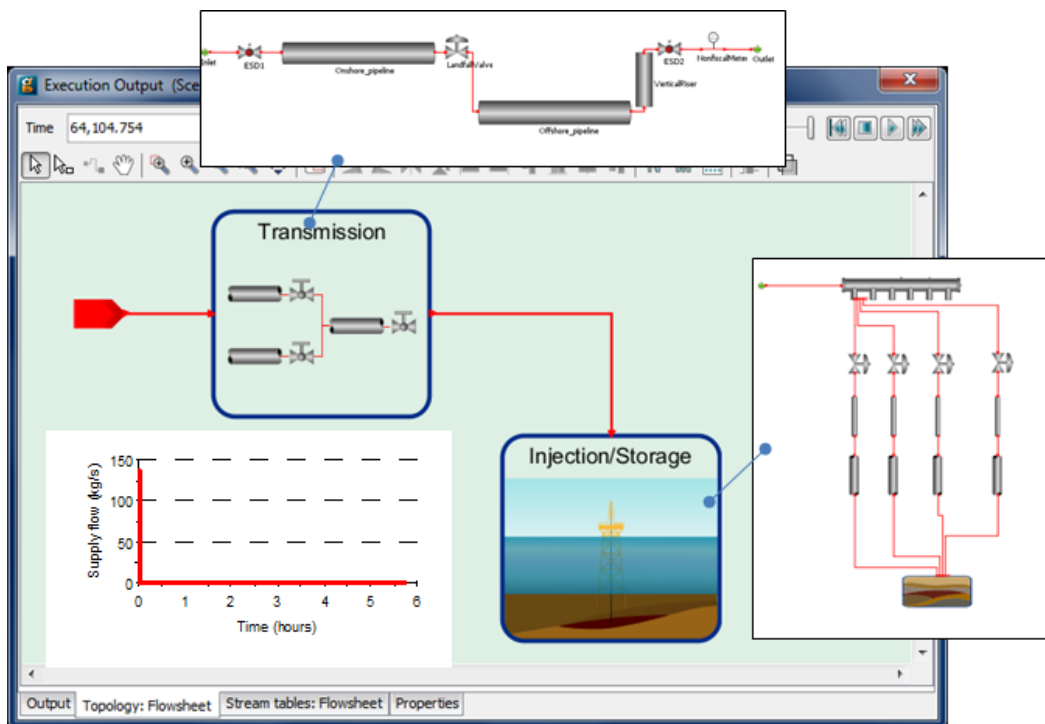 Inlet
ESD1
Onshore_pipeline
LandfallValve
Offshore_pipeline
VerticalRiser
ESD2
NonfiscalMeter
Outlet
Execution Output (Sce
Time 64,104.754
Transmission
Injection/Storage
Supply flow (kg/s)
150
100
50
0
0 1 2 3 4 5 6
Time (hours)
Output Topology: Flowsheet Stream tables: Flowsheet Properties